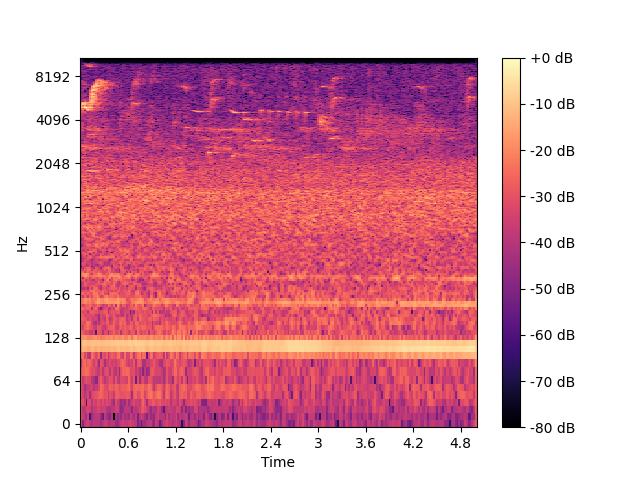 8192
4096
2048
1024
512
256
128
64
0
Hz
0 0.6 1.2 1.8 2.4 3 3.6 4.2 4.8
Time
+0 dB
-10 dB
-20 dB
-30 dB
-40 dB
-50 dB
-60 dB
-70 dB
-80 dB